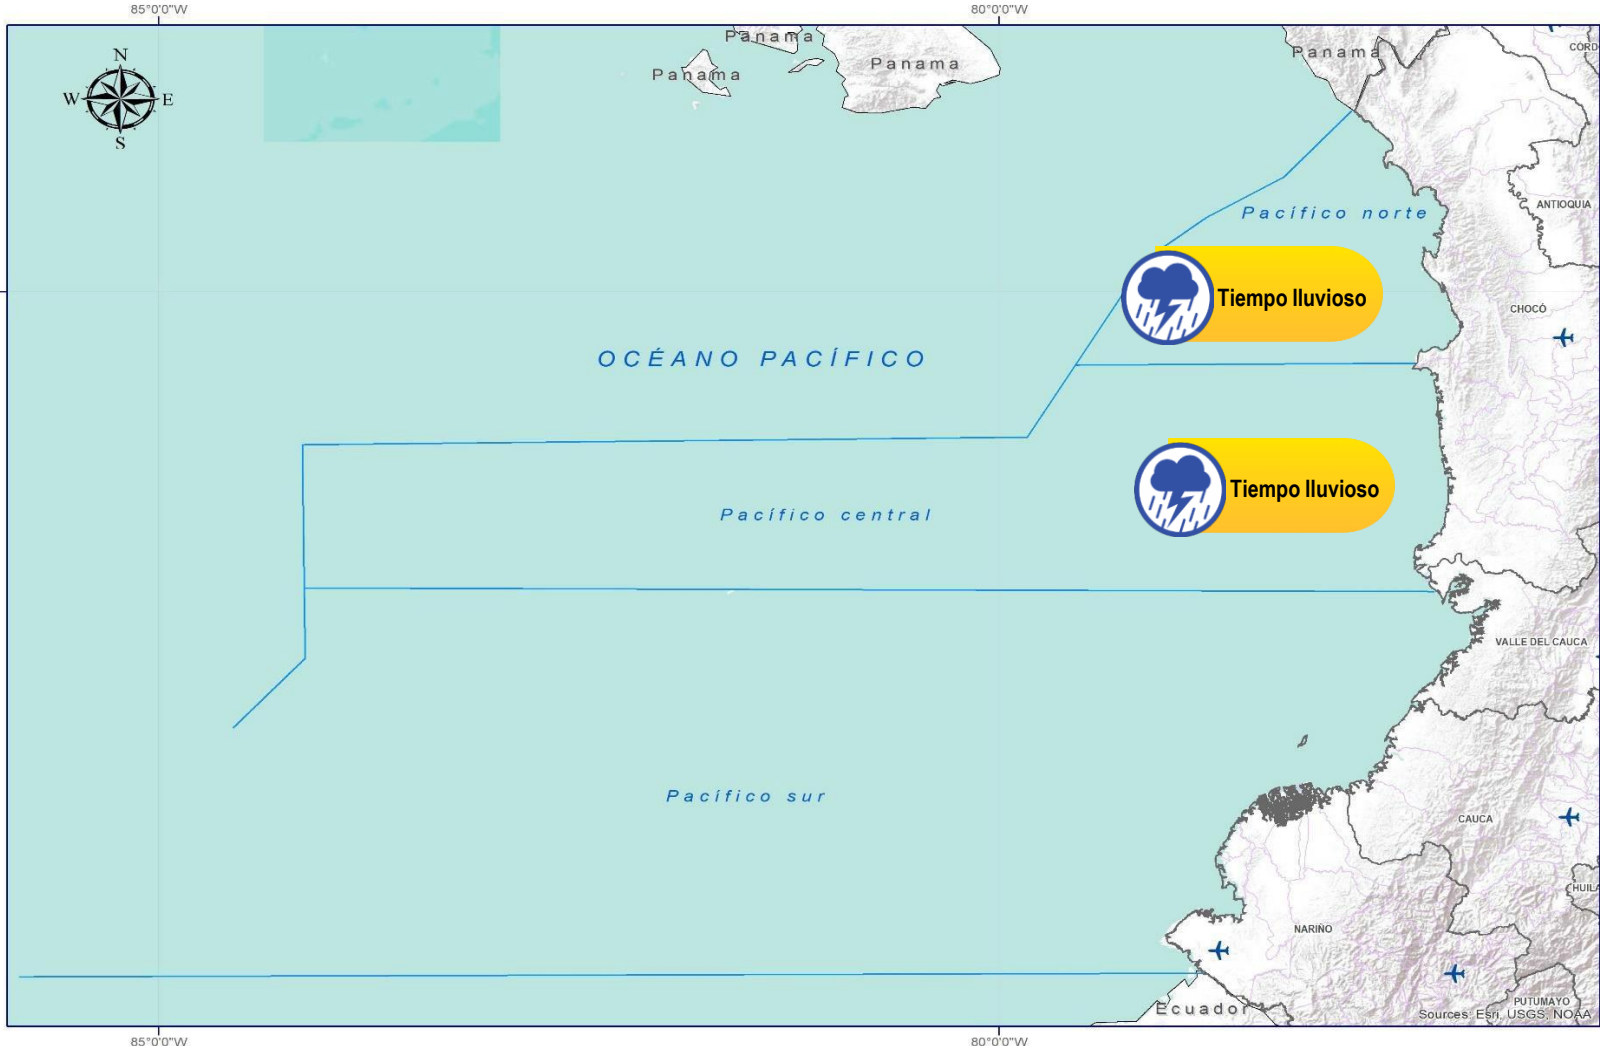 85°0'0"W
80°0'0"W
N
W
E
S
Panama
Panama
Panama
Panama
CÓRD
ANTIOQUIA
Pacífico norte
Tiempo lluvioso
CHOCÓ
OCÉANO PACÍFICO
Tiempo lluvioso
Pacífico central
VALLE DEL CAUCA
Pacífico sur
CAUCA
HUILA
NARIÑO
PUTUMAYO
Ecuador
Sources: Esri, USGS, NOAA
85°0'0"W
80°0'0"W